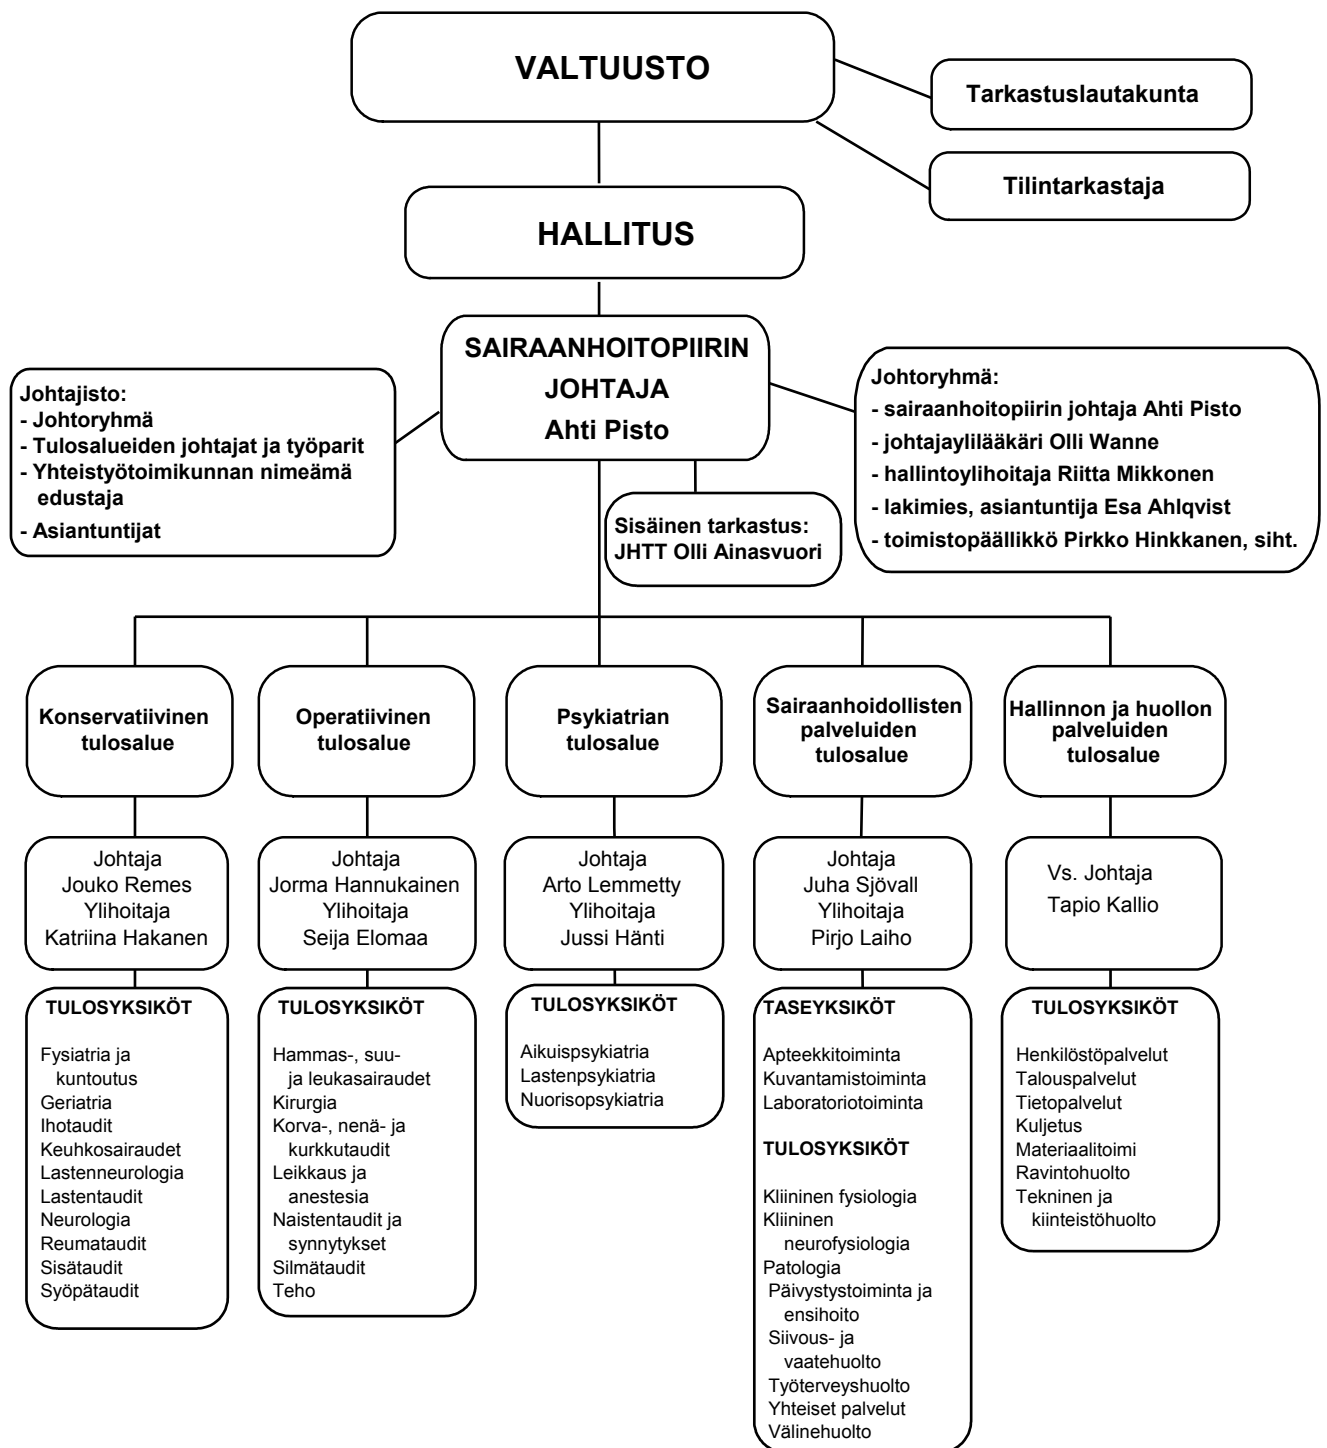 VALTUUSTO
Tarkastuslautakunta
Tilintarkastaja
HALLITUS
SAIRAANHOITOPIIRIN
JOHTAJA
Ahti Pisto
Johtajisto:
- Johtoryhmä
- Tulosalueiden johtajat ja työparit
- Yhteistyötoimikunnan nimeämä
edustaja
- Asiantuntijat
Johtoryhmä:
- sairaanhoitopiirin johtaja Ahti Pisto
- johtajaylilääkäri Olli Wanne
- hallintoylihoitaja Riitta Mikkonen
- lakimies, asiantuntija Esa Ahlqvist
- toimistopäällikkö Pirkko Hinkkanen, siht.
Sisäinen tarkastus:
JHTT Olli Ainasvuori
Konservatiivinen
tulosalue
Operatiivinen
tulosalue
Psykiatrian
tulosalue
Sairaanhoidollisten
palveluiden
tulosalue
Hallinnon ja huollon
palveluiden
tulosalue
Johtaja
Jouko Remes
Ylihoitaja
Katriina Hakanen
Johtaja
Jorma Hannukainen
Ylihoitaja
Seija Elomaa
Johtaja
Arto Lemmetty
Ylihoitaja
Jussi Hänti
Johtaja
Juha Sjövall
Ylihoitaja
Pirjo Laiho
Vs. Johtaja
Tapio Kallio
TULOSYKSIKÖT
Fysiatria ja
kuntoutus
Geriatria
Ihotaudit
Keuhkosairaudet
Lastenneurologia
Lastentaudit
Neurologia
Reumataudit
Sisätaudit
Syöpätaudit
TULOSYKSIKÖT
Hammas-, suu-
ja leukasairaudet
Kirurgia
Korva-, nenä- ja
kurkkutaudit
Leikkaus ja
anestesia
Naistentaudit ja
synnytykset
Silmätaudit
Teho
TULOSYKSIKÖT
Aikuispsykiatria
Lastenpsykiatria
Nuorisopsykiatria
TASEYKSIKÖT
Apteekkitoiminta
Kuvantamistoiminta
Laboratoriotoiminta
TULOSYKSIKÖT
Kliininen fysiologia
Kliininen
neurofysiologia
Patologia
Päivystystoiminta ja
ensihoito
Siivous- ja
vaatehuolto
Työterveyshuolto
Yhteiset palvelut
Välinehuolto
TULOSYKSIKÖT
Henkilöstöpalvelut
Talouspalvelut
Tietopalvelut
Kuljetus
Materiaalitoimi
Ravintohuolto
Tekninen ja
kiinteistöhuolto